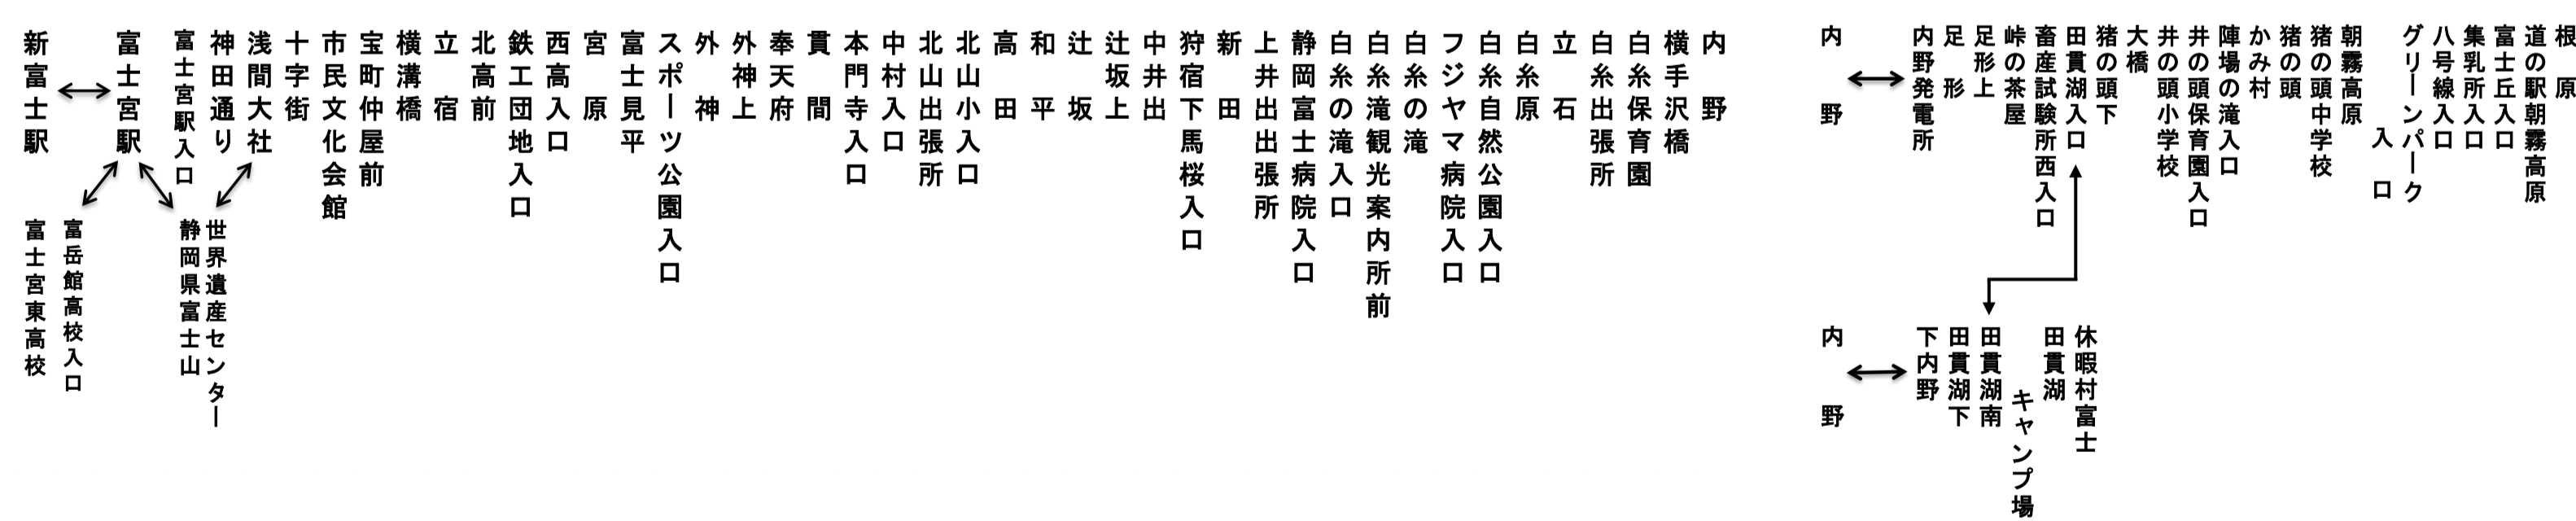 新富士駅
富士宮駅
富士宮駅入口
神田通り
浅間大社
十字街
市民文化会館
宝町仲屋前
横溝橋
立宿
北高前
鉄工団地入口
西高入口
宮原
富士見平
スポーツ公園入口
外神
外神上
奉天府
貫間
本門寺入口
中村入口
北山出張所
北山小入口
高田
和平
辻坂
辻坂上
中井出
狩宿下馬桜入口
新田
上井出出張所
静岡富士病院入口
白糸の滝入口
白糸滝観光案内所前
白糸の滝
フジヤマ病院入口
白糸自然公園入口
白糸原
立石
白糸出張所
白糸保育園
横手沢橋
内野
富士宮東高校
富岳館高校入口
静岡県富士山
世界遺産センター
内野
内野発電所
足形
足形上
峠の茶屋
畜産試験所西入口
田貫湖入口
猪の頭下
大橋
井の頭小学校
井の頭保育園入口
陣場の滝入口
かみ村
猪の頭
猪の頭中学校
朝霧高原
入口
グリーンパーク
八号線入口
集乳所入口
富士丘入口
道の駅朝霧高原
根原
内野
下内野
田貫湖下
田貫湖南
キャンプ場
田貫湖
休暇村富士